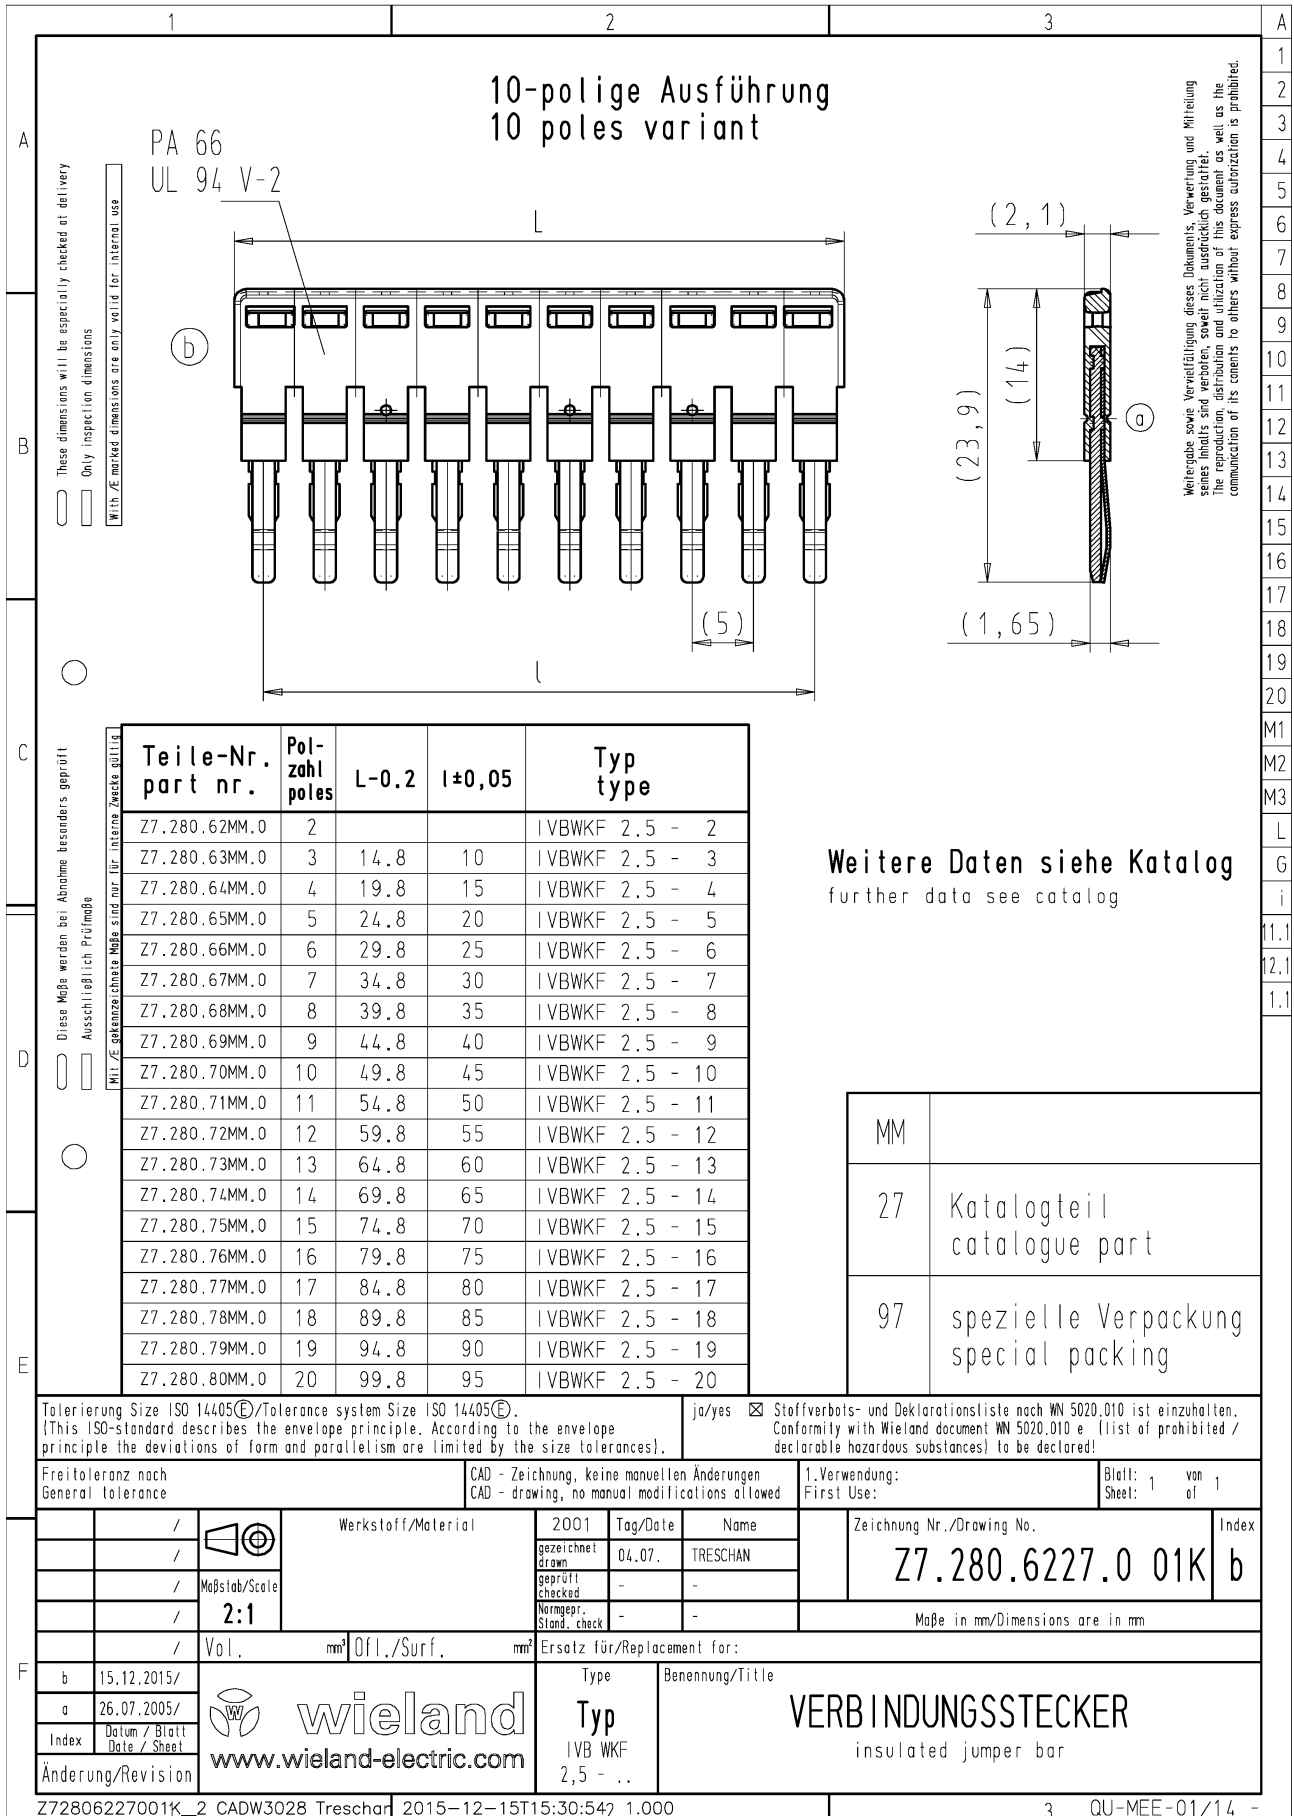 1 2 3 A
10-polige Ausführung
10 poles variant
PA 66
UL 94 V-2
L
(2,1)
b
(14)
(23,9)
a
(5)
(1,65)
l
A
B
C
D
E
F
1
2
3
4
5
6
7
8
9
10
11
12
13
14
15
16
17
18
19
20
M1
M2
M3
L
G
i
11.1
12.1
1.1
These dimensions will be especially checked at delivery
Only inspection dimensions
With /E marked dimensions are only valid for internal use
Diese Maße werden bei Abnahme besonders geprüft
Ausschließlich Prüfmaße
Mit /E gekennzeichnete Maße sind nur für interne Zwecke gültig
Weitergabe sowie Vervielfältigung dieses Dokuments, Verwertung und Mitteilung
seines Inhalts sind verboten, soweit nicht ausdrücklich gestattet.
The reproduction, distribution and utilization of this document as well as the
communication of its conents to others without express autorization is prohibited.
Teile-Nr. part nr. Pol-zahl poles L-0.2 l±0,05 Typ type
Z7.280.62MM.0 2 IVBWKF 2.5 - 2
Z7.280.63MM.0 3 14.8 10 IVBWKF 2.5 - 3
Z7.280.64MM.0 4 19.8 15 IVBWKF 2.5 - 4
Z7.280.65MM.0 5 24.8 20 IVBWKF 2.5 - 5
Z7.280.66MM.0 6 29.8 25 IVBWKF 2.5 - 6
Z7.280.67MM.0 7 34.8 30 IVBWKF 2.5 - 7
Z7.280.68MM.0 8 39.8 35 IVBWKF 2.5 - 8
Z7.280.69MM.0 9 44.8 40 IVBWKF 2.5 - 9
Z7.280.70MM.0 10 49.8 45 IVBWKF 2.5 - 10
Z7.280.71MM.0 11 54.8 50 IVBWKF 2.5 - 11
Z7.280.72MM.0 12 59.8 55 IVBWKF 2.5 - 12
Z7.280.73MM.0 13 64.8 60 IVBWKF 2.5 - 13
Z7.280.74MM.0 14 69.8 65 IVBWKF 2.5 - 14
Z7.280.75MM.0 15 74.8 70 IVBWKF 2.5 - 15
Z7.280.76MM.0 16 79.8 75 IVBWKF 2.5 - 16
Z7.280.77MM.0 17 84.8 80 IVBWKF 2.5 - 17
Z7.280.78MM.0 18 89.8 85 IVBWKF 2.5 - 18
Z7.280.79MM.0 19 94.8 90 IVBWKF 2.5 - 19
Z7.280.80MM.0 20 99.8 95 IVBWKF 2.5 - 20
Weitere Daten siehe Katalog
further data see catalog
MM
27 Katalogteil
catalogue part
97 spezielle Verpackung
special packing
Tolerierung Size ISO 14405Ⓔ/Tolerance system Size ISO 14405Ⓔ.
(This ISO-standard describes the envelope principle. According to the envelope
principle the deviations of form and parallelism are limited by the size tolerances).
ja/yes ☒ Stoffverbots- und Deklarationsliste nach WN 5020.010 ist einzuhalten.
Conformity with Wieland document WN 5020.010 e (list of prohibited /
declarable hazardous substances) to be declared!
Freitoleranz nach
General tolerance
CAD - Zeichnung, keine manuellen Änderungen
CAD - drawing, no manual modifications allowed
1.Verwendung:
First Use:
Blatt: 1 von 1
Sheet: of
/
/
/
/
/
Maßstab/Scale
2:1
Werkstoff/Material
2001 Tag/Date Name
gezeichnet drawn 04.07. TRESCHAN
geprüft checked - -
Normgepr. Stand. check - -
Zeichnung Nr./Drawing No. Index
Z7.280.6227.0 01K b
Maße in mm/Dimensions are in mm
Vol. mm³ Ofl./Surf. mm² Ersatz für/Replacement for:
b 15.12.2015/
a 26.07.2005/
Index Datum / Blatt
Date / Sheet
Änderung/Revision
W
wieland
www.wieland-electric.com
Type
Typ
IVB WKF
2,5 - ..
Benennung/Title
VERBINDUNGSSTECKER
insulated jumper bar
Z72806227001K_2 CADW3028 Treschan 2015-12-15T15:30:54? 1.000 3 QU-MEE-01/14 -